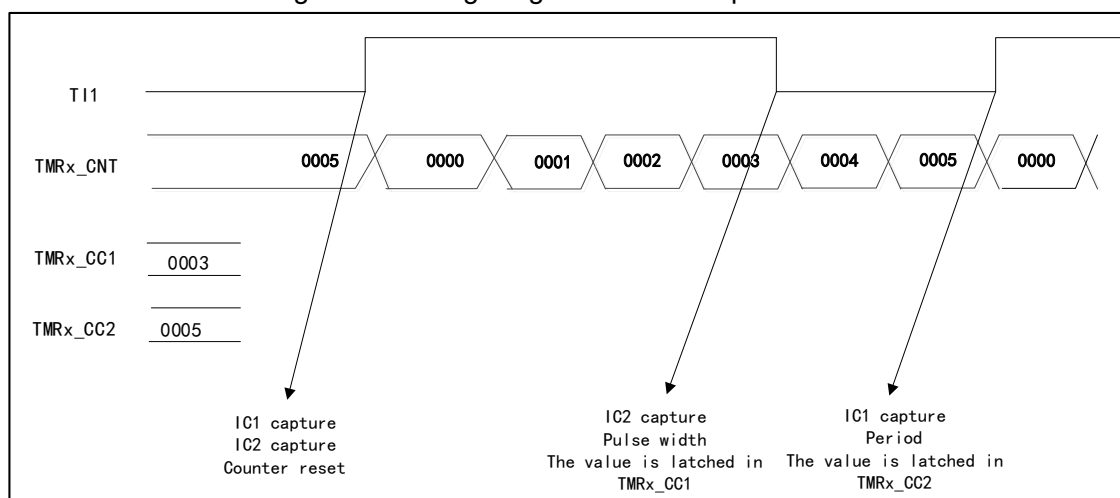 TI1
TMRx_CNT
0005 0000 0001 0002 0003 0004 0005 0000
TMRx_CC1
0003
TMRx_CC2
0005
IC1 capture
IC2 capture
Counter reset
IC2 capture
Pulse width
The value is latched in
TMRx_CC1
IC1 capture
Period
The value is latched in
TMRx_CC2